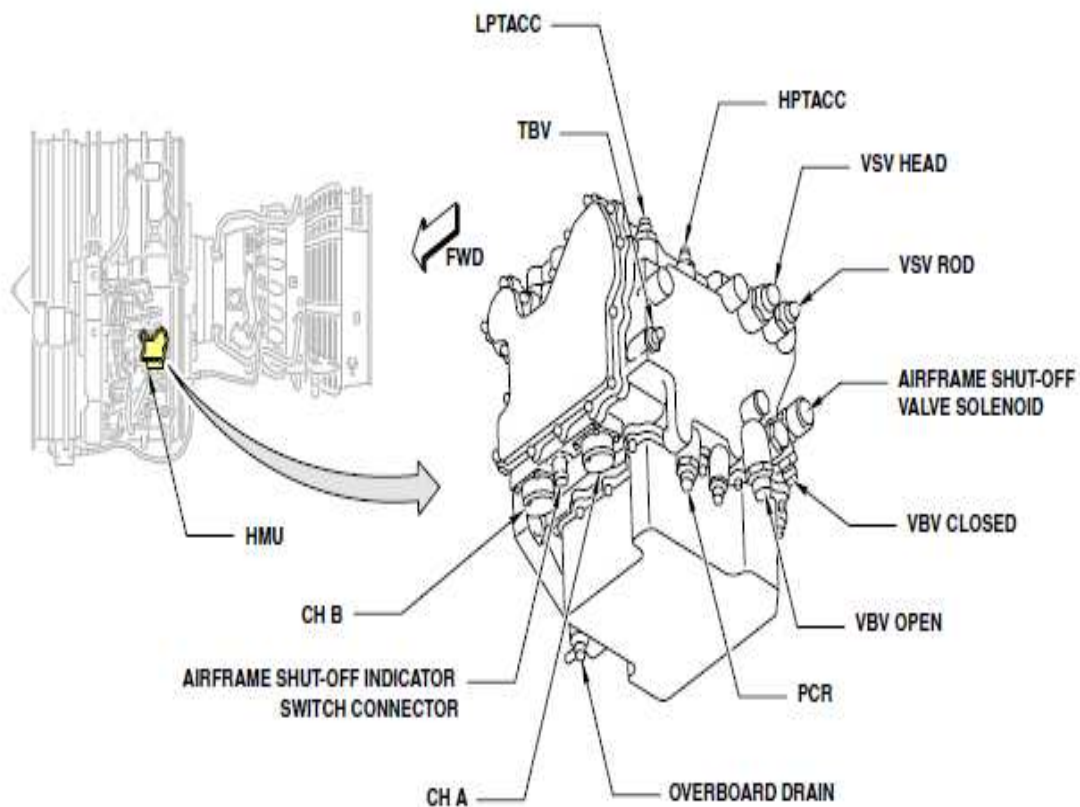 LPTACC
HPTACC
TBV
VSV HEAD
FWD
VSV ROD
AIRFRAME SHUT-OFF
VALVE SOLENOID
HMU
VBV CLOSED
CH B
VBV OPEN
AIRFRAME SHUT-OFF INDICATOR
SWITCH CONNECTOR
PCR
CH A
OVERBOARD DRAIN